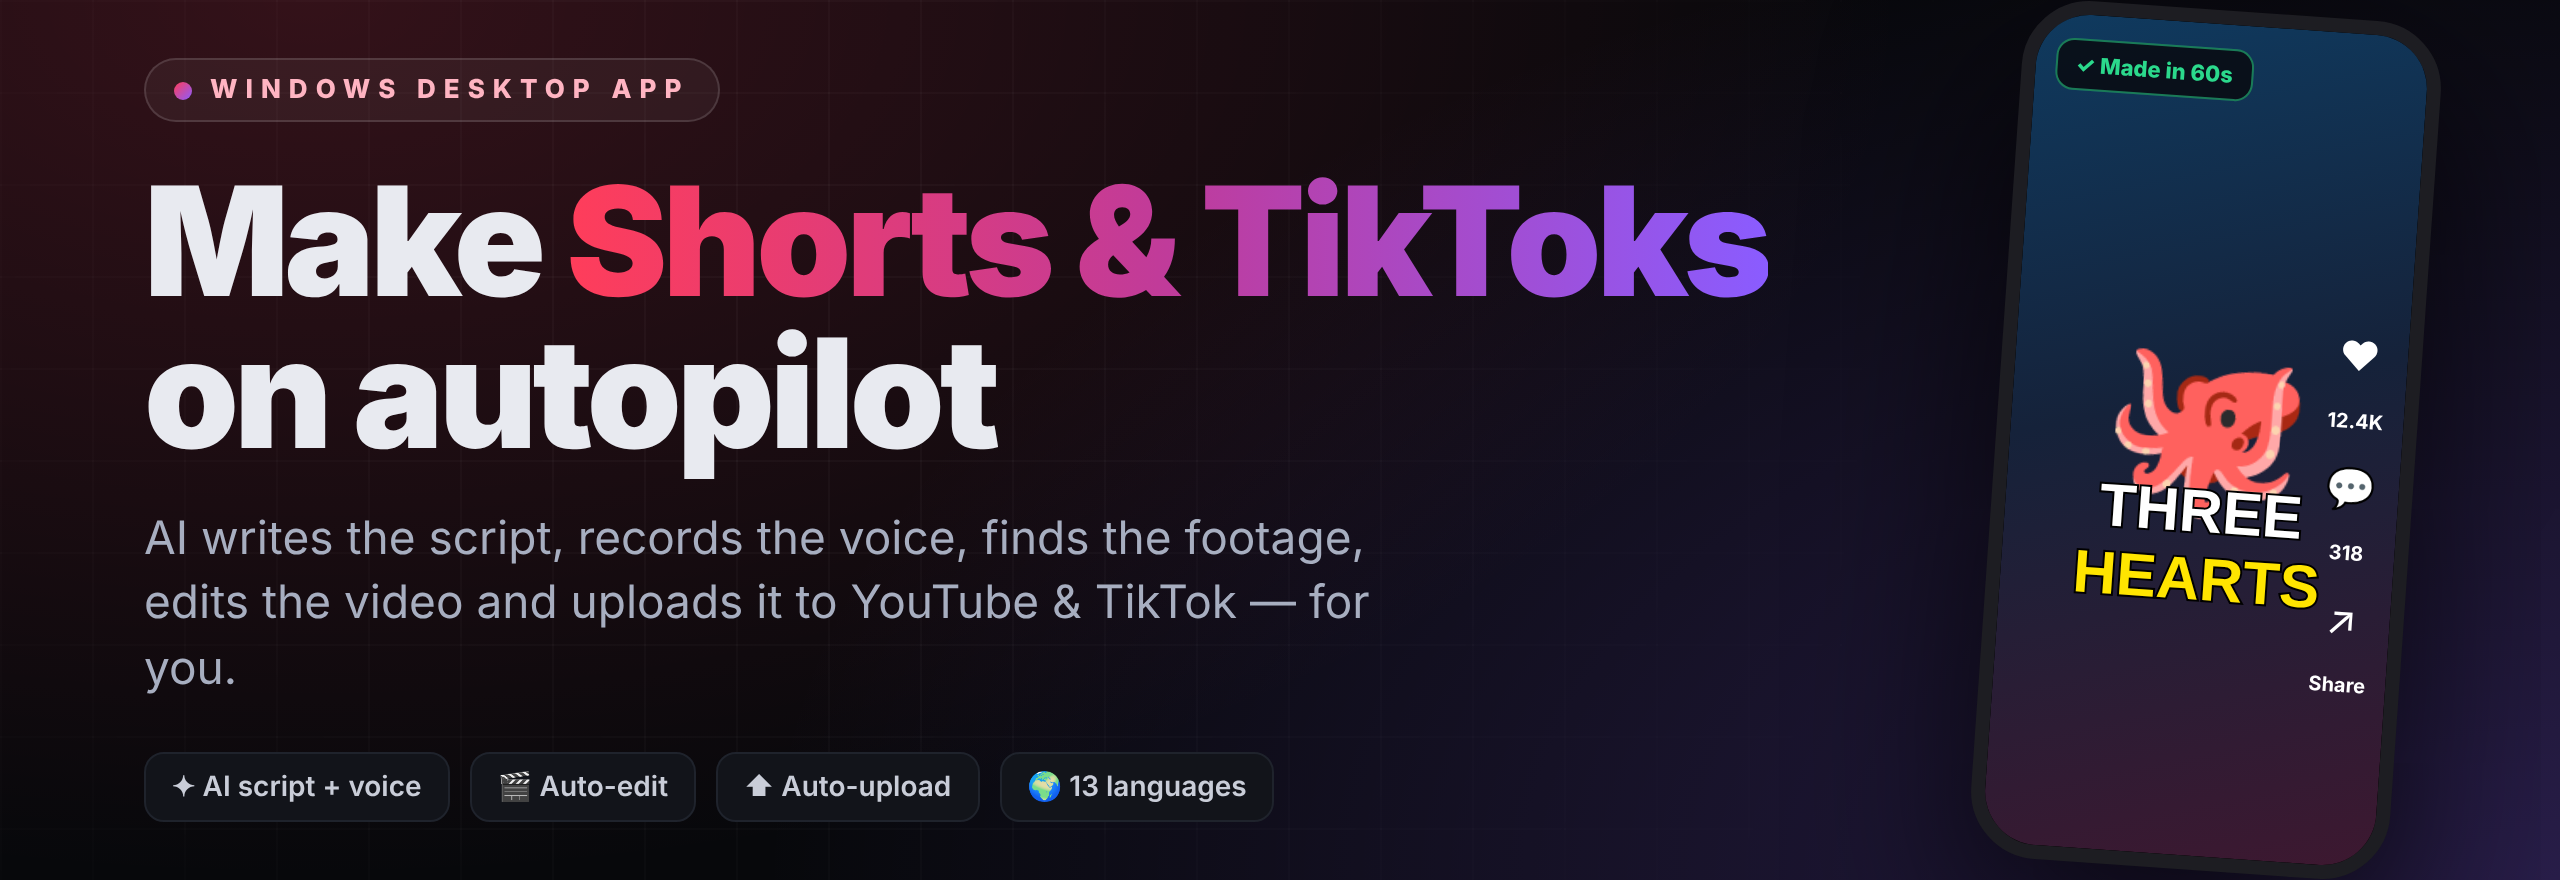 WINDOWS DESKTOP APP
Make Shorts & TikToks
on autopilot
AI writes the script, records the voice, finds the footage,
edits the video and uploads it to YouTube & TikTok — for
you.
✦ AI script + voice
🎬 Auto-edit
⬆ Auto-upload
🌍 13 languages
✓ Made in 60s
12.4K
THREE
318
HEARTS
Share